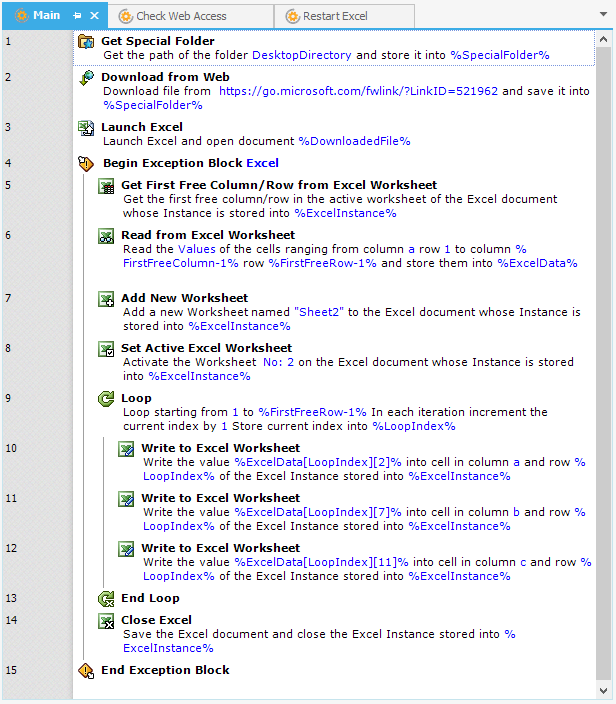 Main
Check Web Access
Restart Excel
1
Get Special Folder
Get the path of the folder DesktopDirectory and store it into %SpecialFolder%
2
Download from Web
Download file from https://go.microsoft.com/fwlink/?LinkID=521962 and save it into
%SpecialFolder%
3
Launch Excel
Launch Excel and open document %DownloadedFile%
4
Begin Exception Block Excel
5
Get First Free Column/Row from Excel Worksheet
Get the first free column/row in the active worksheet of the Excel document
whose Instance is stored into %ExcelInstance%
6
Read from Excel Worksheet
Read the Values of the cells ranging from column a row 1 to column %
FirstFreeColumn-1% row %FirstFreeRow-1% and store them into %ExcelData%
7
Add New Worksheet
Add a new Worksheet named "Sheet2" to the Excel document whose Instance is
stored into %ExcelInstance%
8
Set Active Excel Worksheet
Activate the Worksheet No: 2 on the Excel document whose Instance is stored
into %ExcelInstance%
9
Loop
Loop starting from 1 to %FirstFreeRow-1% In each iteration increment the
current index by 1 Store current index into %LoopIndex%
10
Write to Excel Worksheet
Write the value %ExcelData[LoopIndex][2]% into cell in column a and row %
LoopIndex% of the Excel Instance stored into %ExcelInstance%
11
Write to Excel Worksheet
Write the value %ExcelData[LoopIndex][7]% into cell in column b and row %
LoopIndex% of the Excel Instance stored into %ExcelInstance%
12
Write to Excel Worksheet
Write the value %ExcelData[LoopIndex][11]% into cell in column c and row %
LoopIndex% of the Excel Instance stored into %ExcelInstance%
13
End Loop
14
Close Excel
Save the Excel document and close the Excel Instance stored into %
ExcelInstance%
15
End Exception Block